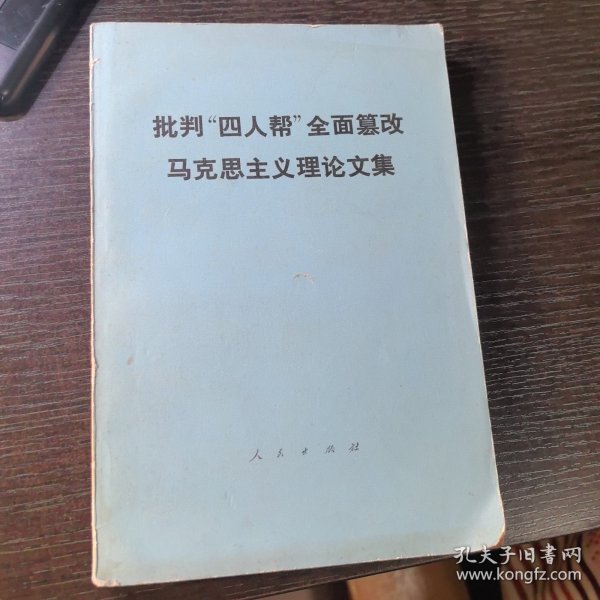 批判“四人帮”全面篡改
马克思主义理论文集
人民出版社
孔夫子旧书网
www.kongfz.com